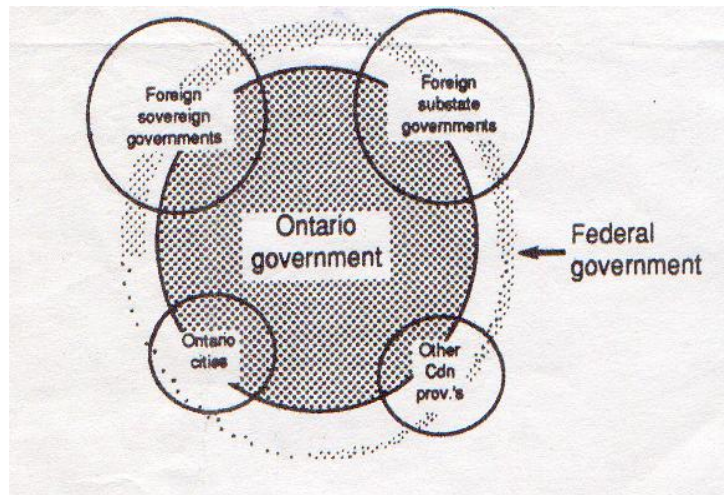 Foreign
sovereign
governments
Foreign
substate
governments
Ontario
government
Federal
government
Ontario
cities
Other
Cdn
prov.'s